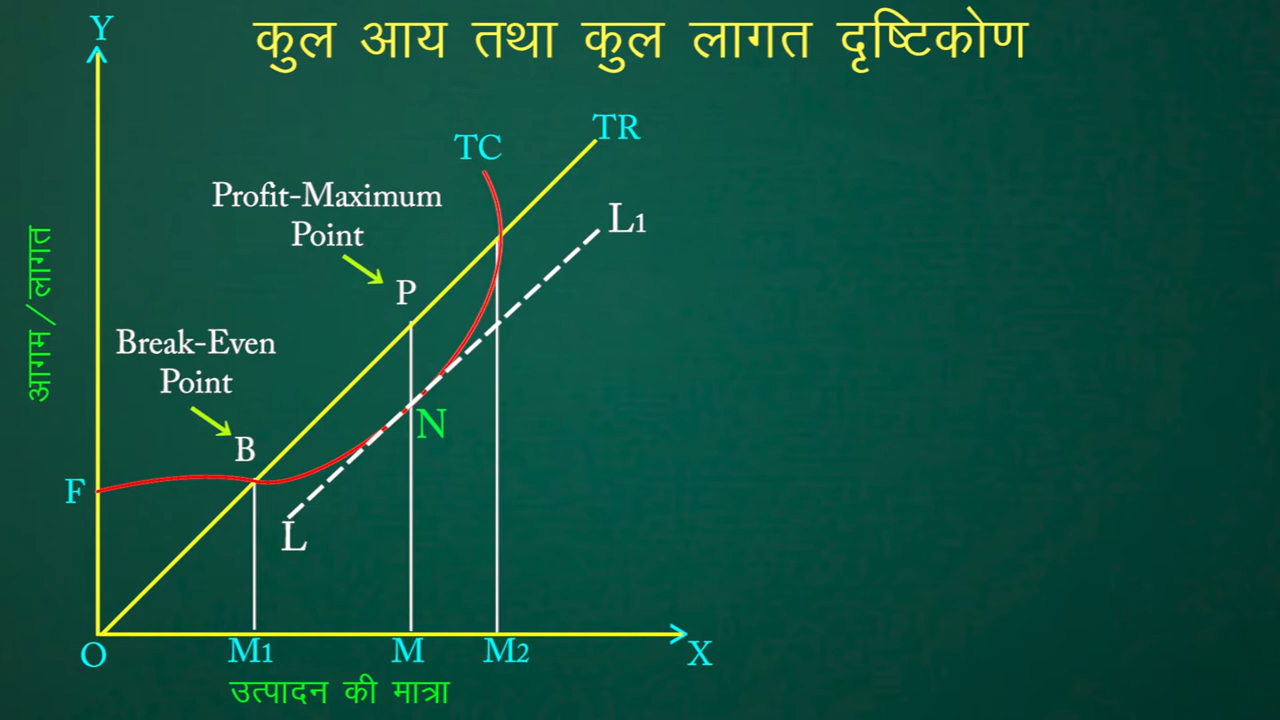 कुल आय तथा कुल लागत दृष्टिकोण
Y
TC
TR
Profit-Maximum
Point
L1
P
आगम/लागत
Break-Even
Point
B
N
F
L
O
M1
M
M2
X
उत्पादन की मात्रा